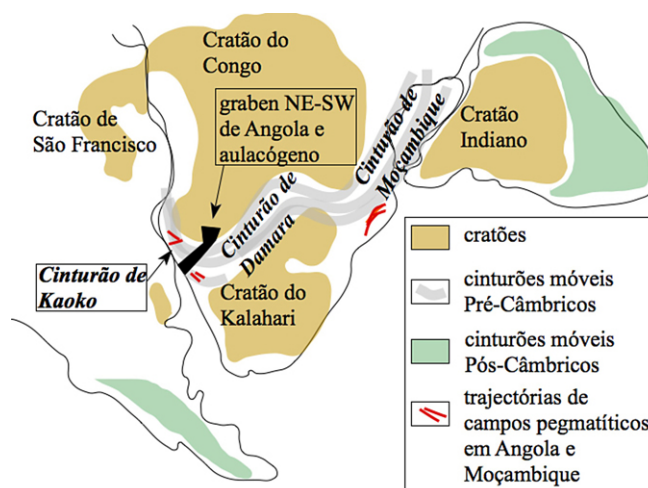 Cratão do
Congo
graben NE-SW
de Angola e
aulacógeno
Cratão de
São Francisco
Cinturão de
Moçambique
Cratão
Indiano
Cinturão de
Damara
Cinturão de
Kaoko
Cratão do
Kalahari
cratões
cinturões móveis
Pré-Câmbricos
cinturões móveis
Pós-Câmbricos
trajectórias de
campos pegmatíticos
em Angola e
Moçambique